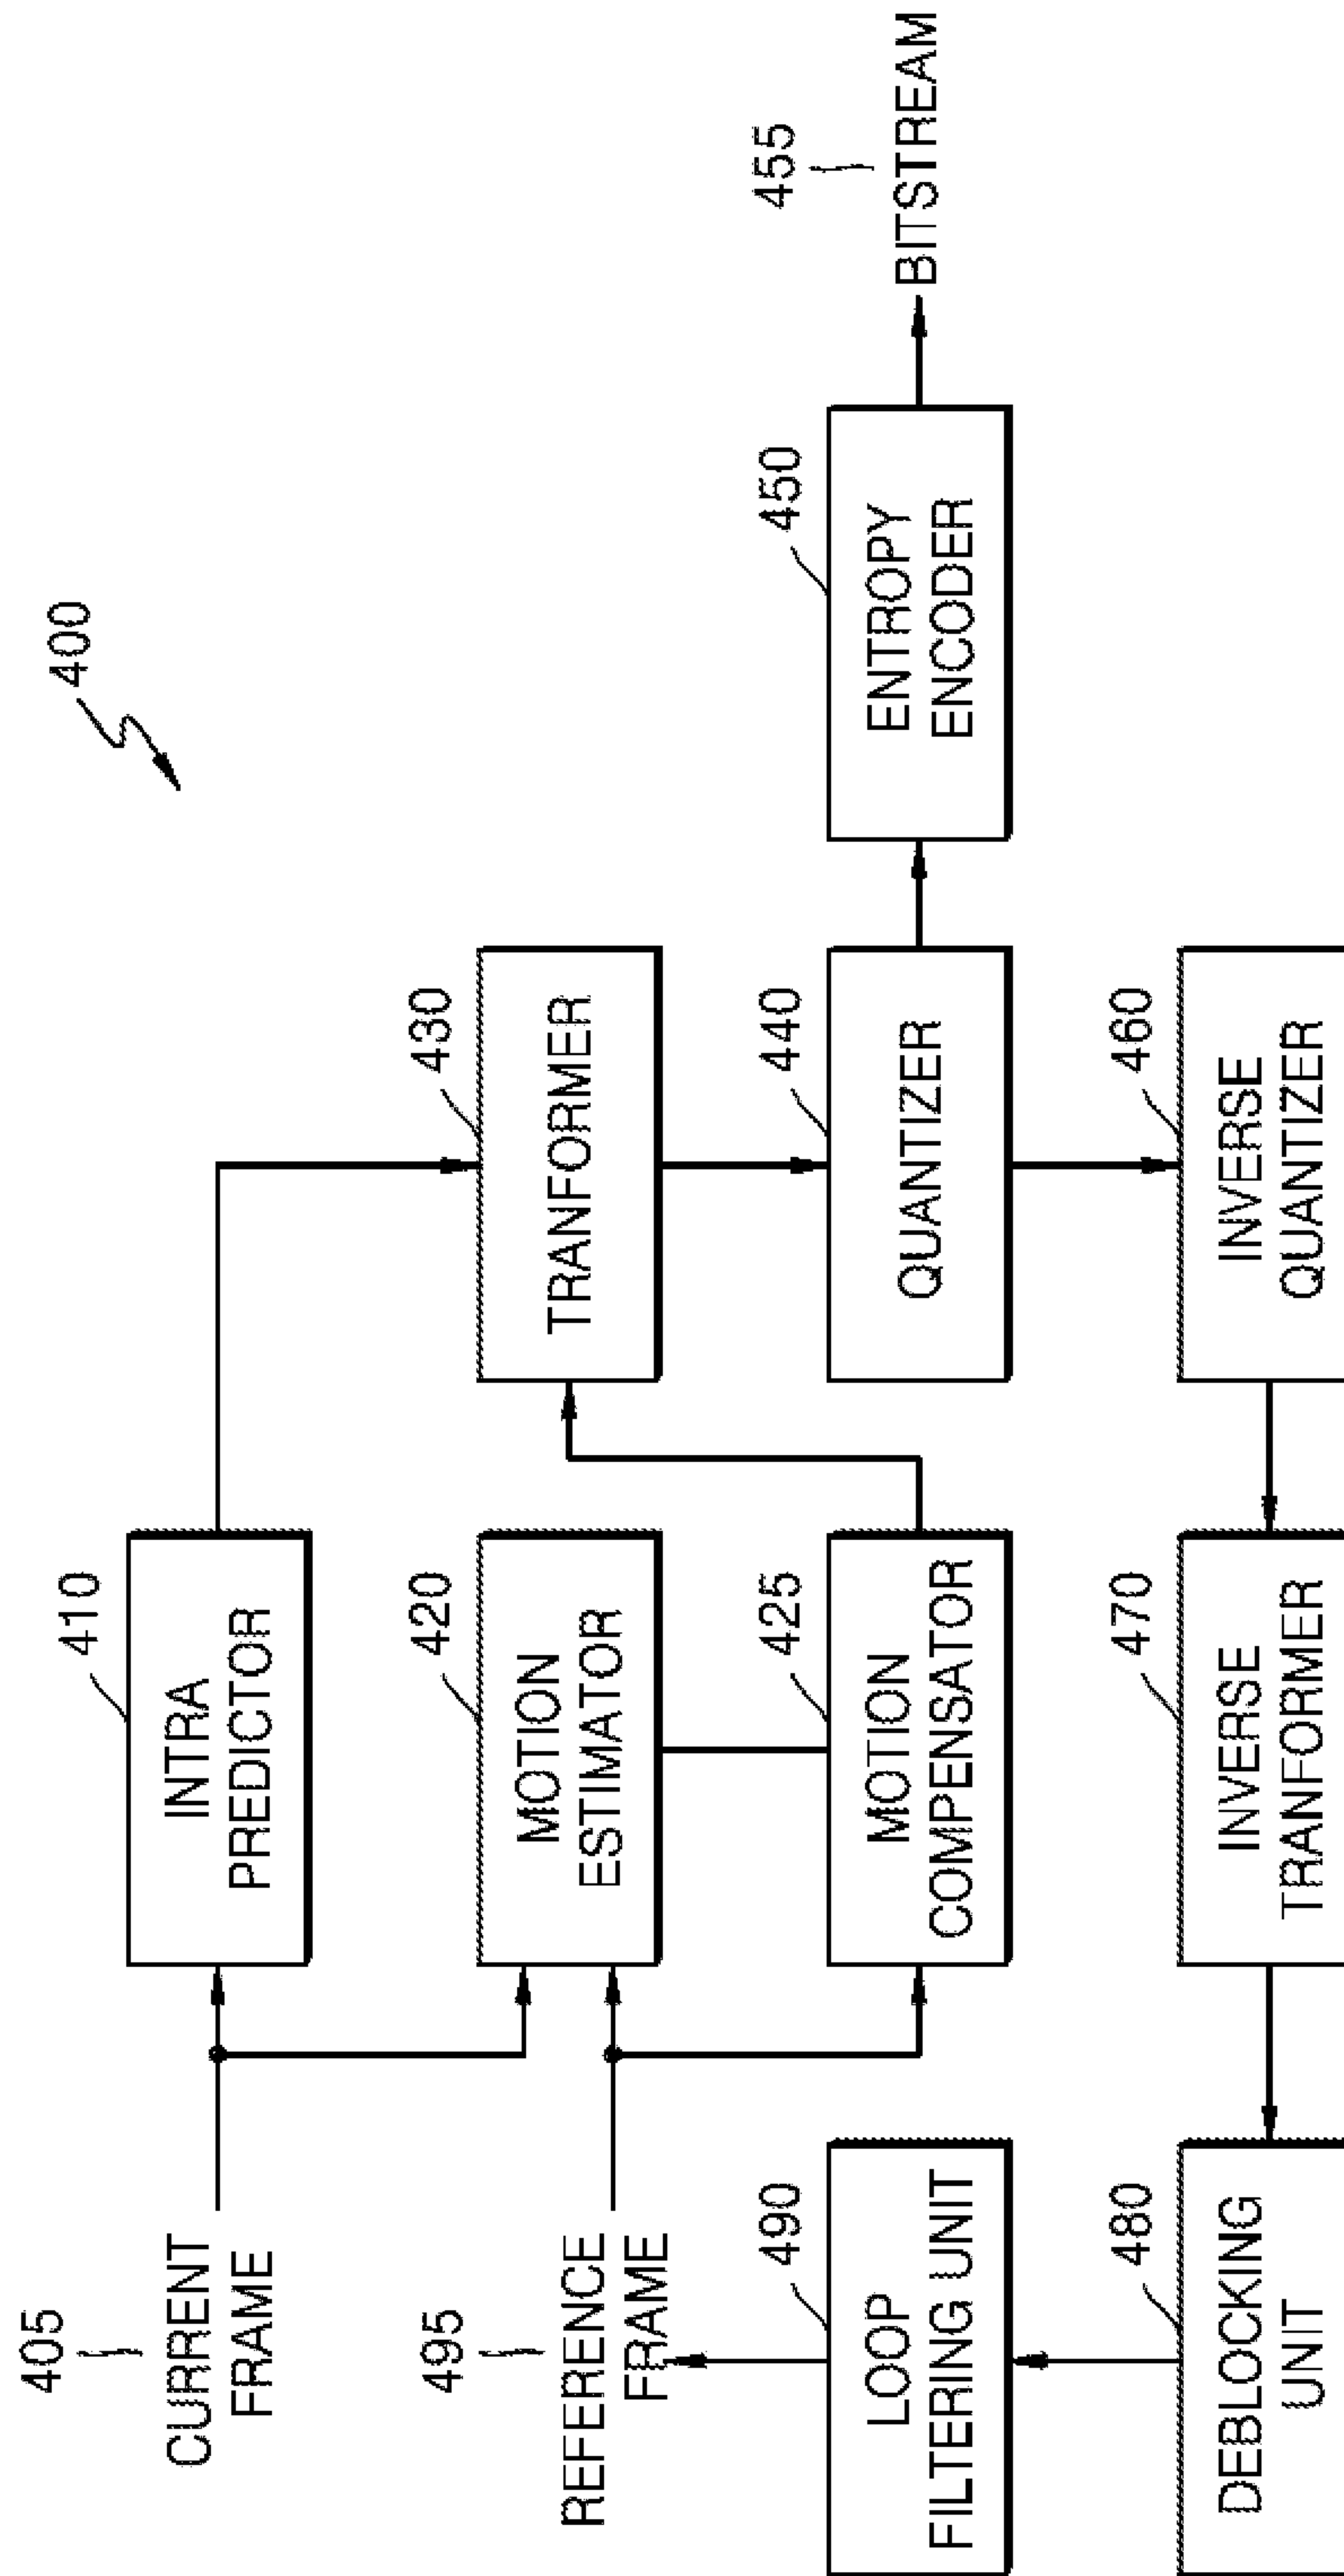 400
405
CURRENT
FRAME
410
INTRA
PREDICTOR
495
REFERENCE
FRAME
420
MOTION
ESTIMATOR
430
TRANFORMER
490
LOOP
FILTERING UNIT
425
MOTION
COMPENSATOR
440
QUANTIZER
450
ENTROPY
ENCODER
455
BITSTREAM
480
DEBLOCKING
UNIT
470
INVERSE
TRANFORMER
460
INVERSE
QUANTIZER